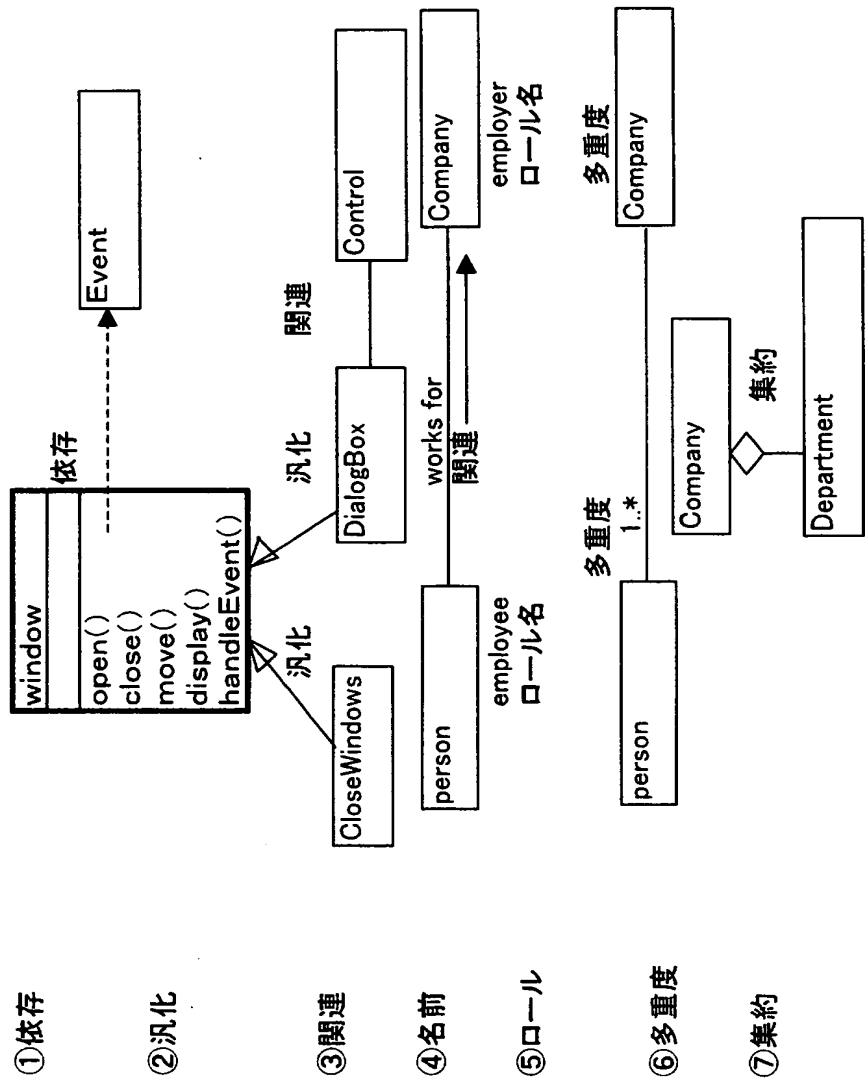 ①依存
②汎化
③関連
④名前
⑤ロール
⑥多重度
⑦集約
window
open()
close()
move()
display()
handleEvent()
依存
Event
汎化
汎化
関連
CloseWindows
DialogBox
Control
person
works for
関連
Company
employee
ロール名
employer
ロール名
多重度
1..*
多重度
person
Company
Company
集約
Department